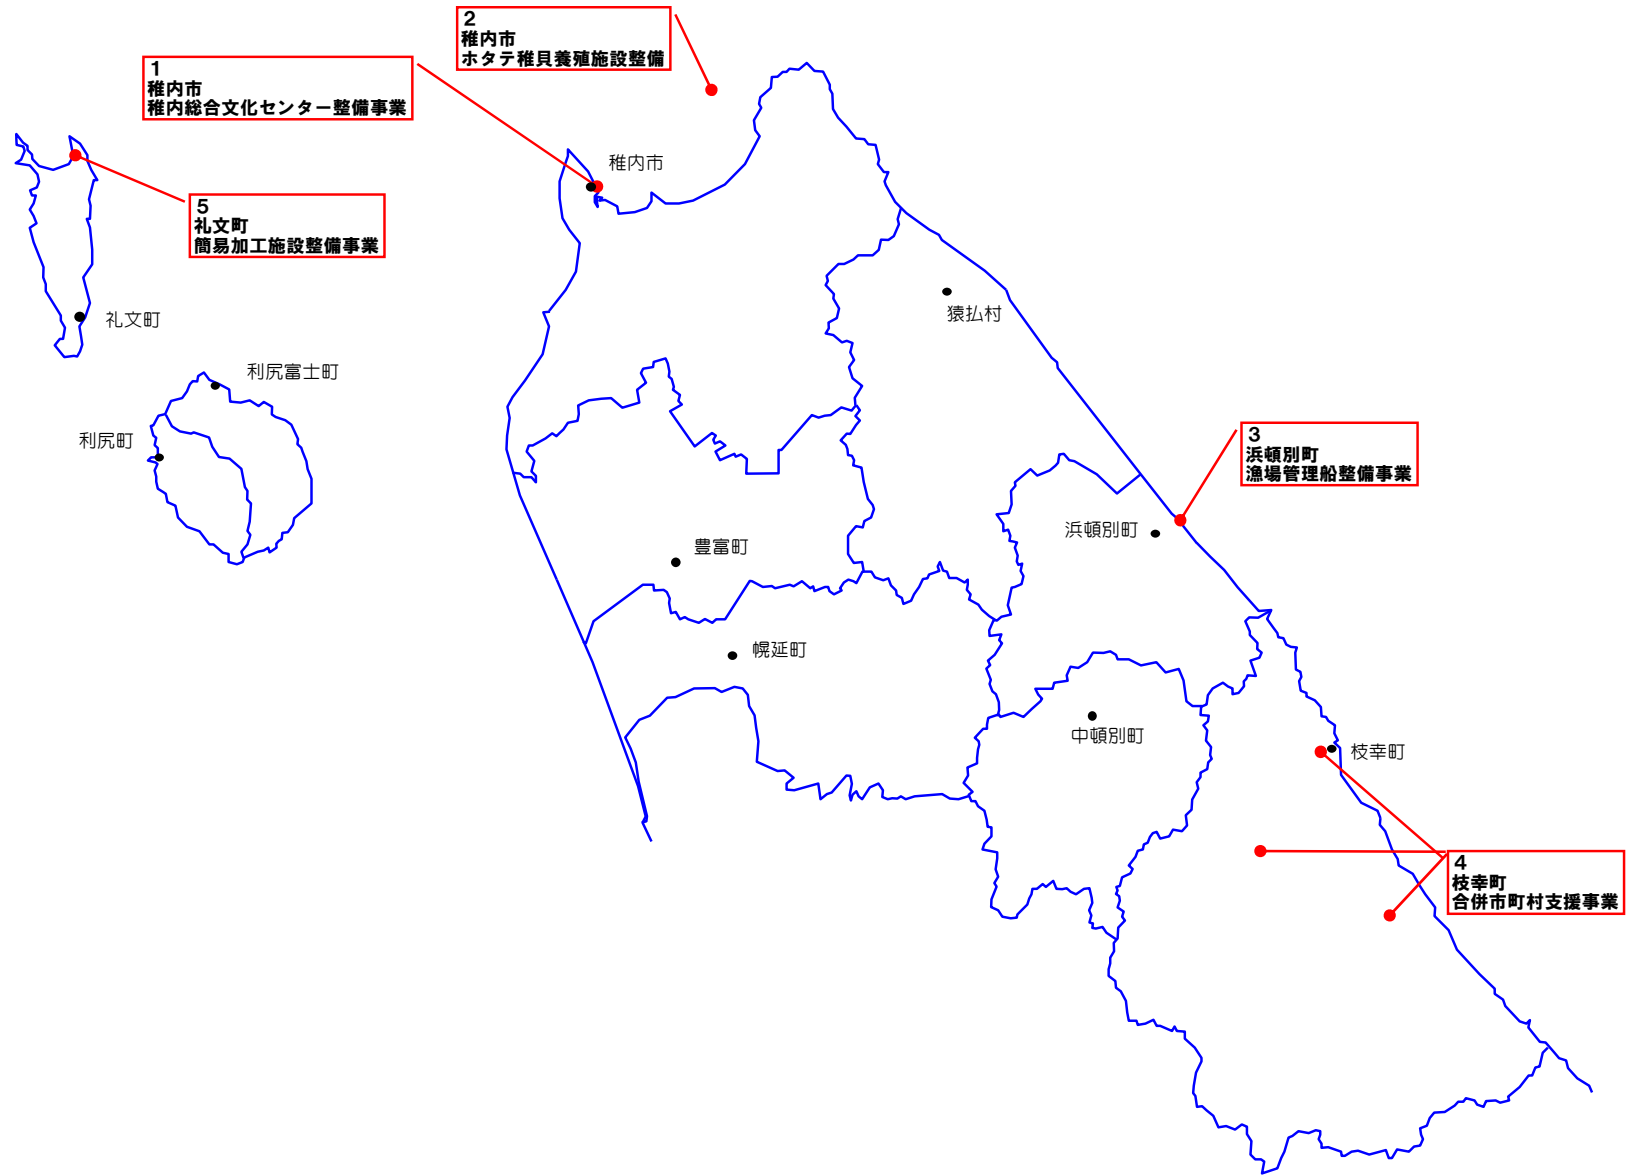 2
稚内市
ホタテ稚貝養殖施設整備
1
稚内市
稚内総合文化センター整備事業
稚内市
5
礼文町
簡易加工施設整備事業
猿払村
礼文町
利尻富士町
利尻町
3
浜頓別町
漁場管理船整備事業
浜頓別町
豊富町
幌延町
中頓別町
枝幸町
4
枝幸町
合併市町村支援事業